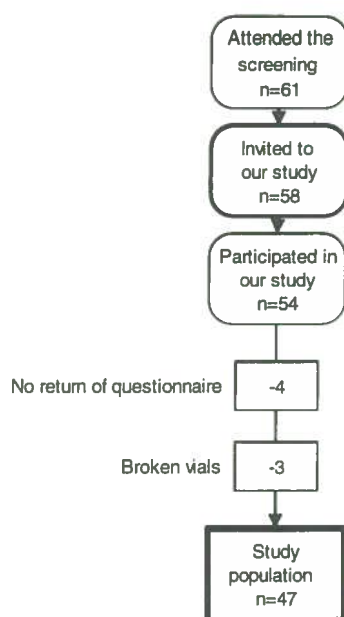 Attended the
screening
n=61
Invited to
our study
n=58
Participated in
our study
n=54
No return of questionnaire
-4
Broken vials
-3
Study
population
n=47